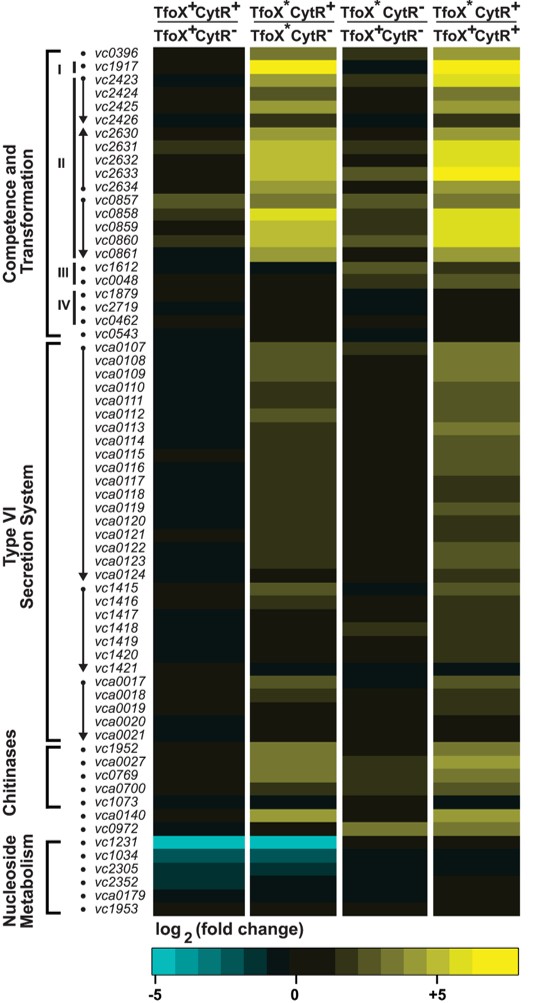 TfoX⁺CytR⁺ TfoX*CytR⁺ TfoX*CytR⁻ TfoX*CytR⁺
TfoX⁺CytR⁻ TfoX*CytR⁻ TfoX⁺CytR⁻ TfoX⁺CytR⁺
Competence and
Transformation
I
II
III
IV
vc0396
vc1917
vc2423
vc2424
vc2425
vc2426
vc2630
vc2631
vc2632
vc2633
vc2634
vc0857
vc0858
vc0859
vc0860
vc0861
vc1612
vc0048
vc1879
vc2719
vc0462
vc0543
Type VI
Secretion System
vca0107
vca0108
vca0109
vca0110
vca0111
vca0112
vca0113
vca0114
vca0115
vca0116
vca0117
vca0118
vca0119
vca0120
vca0121
vca0122
vca0123
vca0124
vc1415
vc1416
vc1417
vc1418
vc1419
vc1420
vc1421
vca0017
vca0018
vca0019
vca0020
vca0021
Chitinases
vc1952
vca0027
vc0769
vca0700
vc1073
vca0140
vc0972
Nucleoside
Metabolism
vc1231
vc1034
vc2305
vc2352
vca0179
vc1953
log₂ (fold change)
-5 0 +5